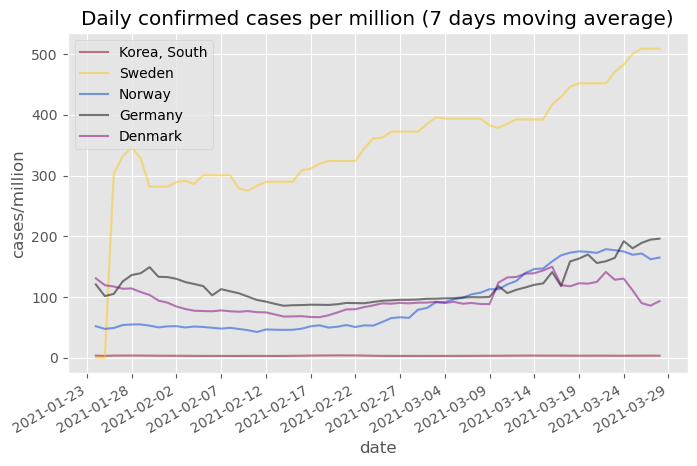 Daily confirmed cases per million (7 days moving average)
Korea, South
Sweden
Norway
Germany
Denmark
cases/million
500
400
300
200
100
0
2021-01-23
2021-01-28
2021-02-02
2021-02-07
2021-02-12
2021-02-17
2021-02-22
2021-02-27
2021-03-04
2021-03-09
2021-03-14
2021-03-19
2021-03-24
2021-03-29
date